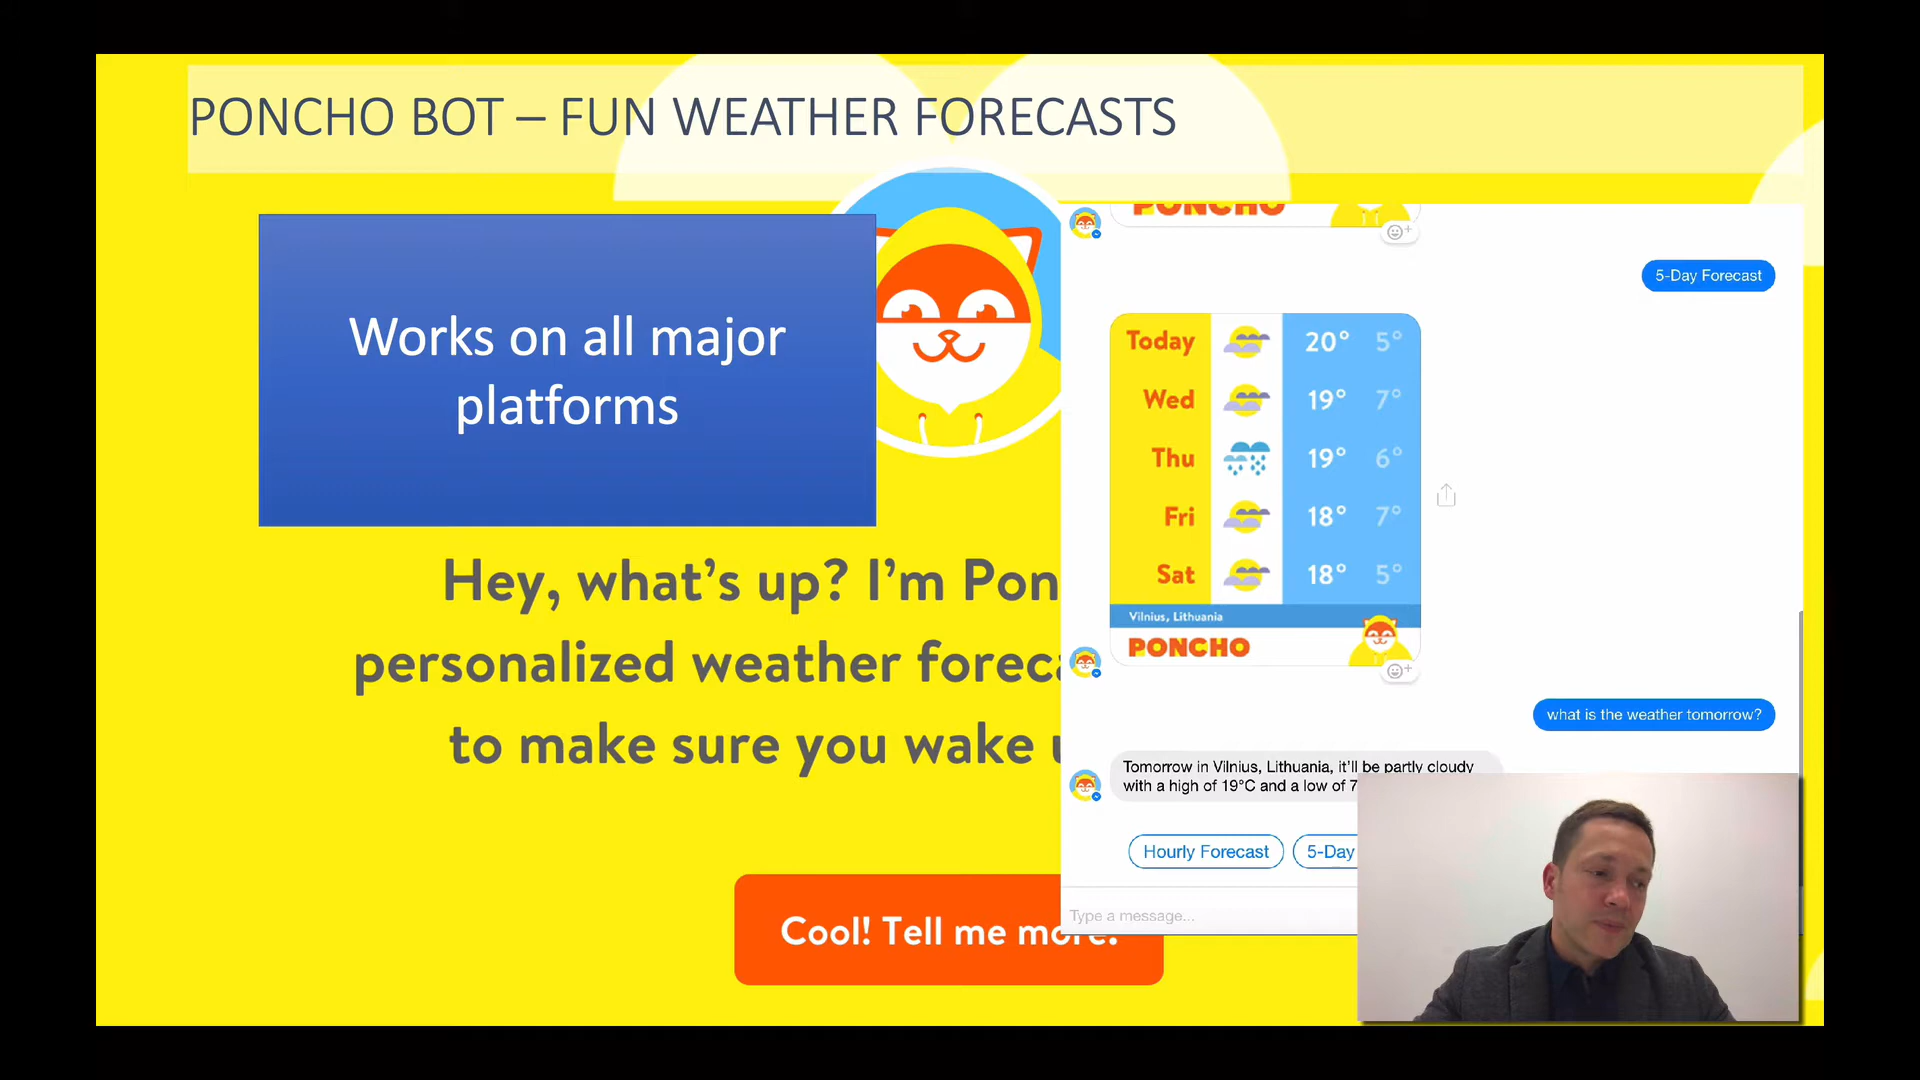 PONCHO BOT – FUN WEATHER FORECASTS
Works on all major
platforms
Hey, what's up? I'm Pon
personalized weather foreca
to make sure you wake u
Cool! Tell me more.
PONCHO
5-Day Forecast
Today 20° 5°
Wed 19° 7°
Thu 19° 6°
Fri 18° 7°
Sat 18° 5°
Vilnius, Lithuania
PONCHO
what is the weather tomorrow?
Tomorrow in Vilnius, Lithuania, it'll be partly cloudy
with a high of 19°C and a low of 7
Hourly Forecast 5-Day
Type a message...